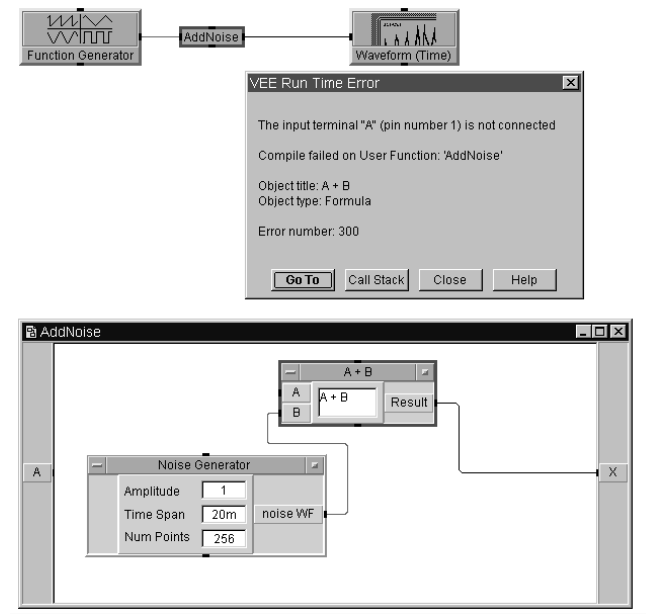 Function Generator
AddNoise
Waveform (Time)
VEE Run Time Error
The input terminal "A" (pin number 1) is not connected
Compile failed on User Function: 'AddNoise'
Object title: A + B
Object type: Formula
Error number: 300
Go To
Call Stack
Close
Help
AddNoise
A + B
A
A + B
B
Result
A
X
Noise Generator
Amplitude 1
Time Span 20m
noise WF
Num Points 256